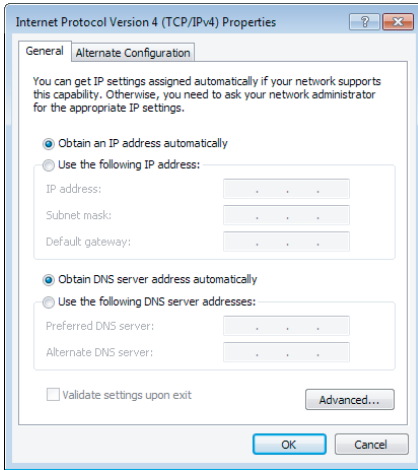 Internet Protocol Version 4 (TCP/IPv4) Properties
General Alternate Configuration
You can get IP settings assigned automatically if your network supports
this capability. Otherwise, you need to ask your network administrator
for the appropriate IP settings.
Obtain an IP address automatically
Use the following IP address:
IP address:
Subnet mask:
Default gateway:
Obtain DNS server address automatically
Use the following DNS server addresses:
Preferred DNS server:
Alternate DNS server:
Validate settings upon exit
Advanced...
OK Cancel